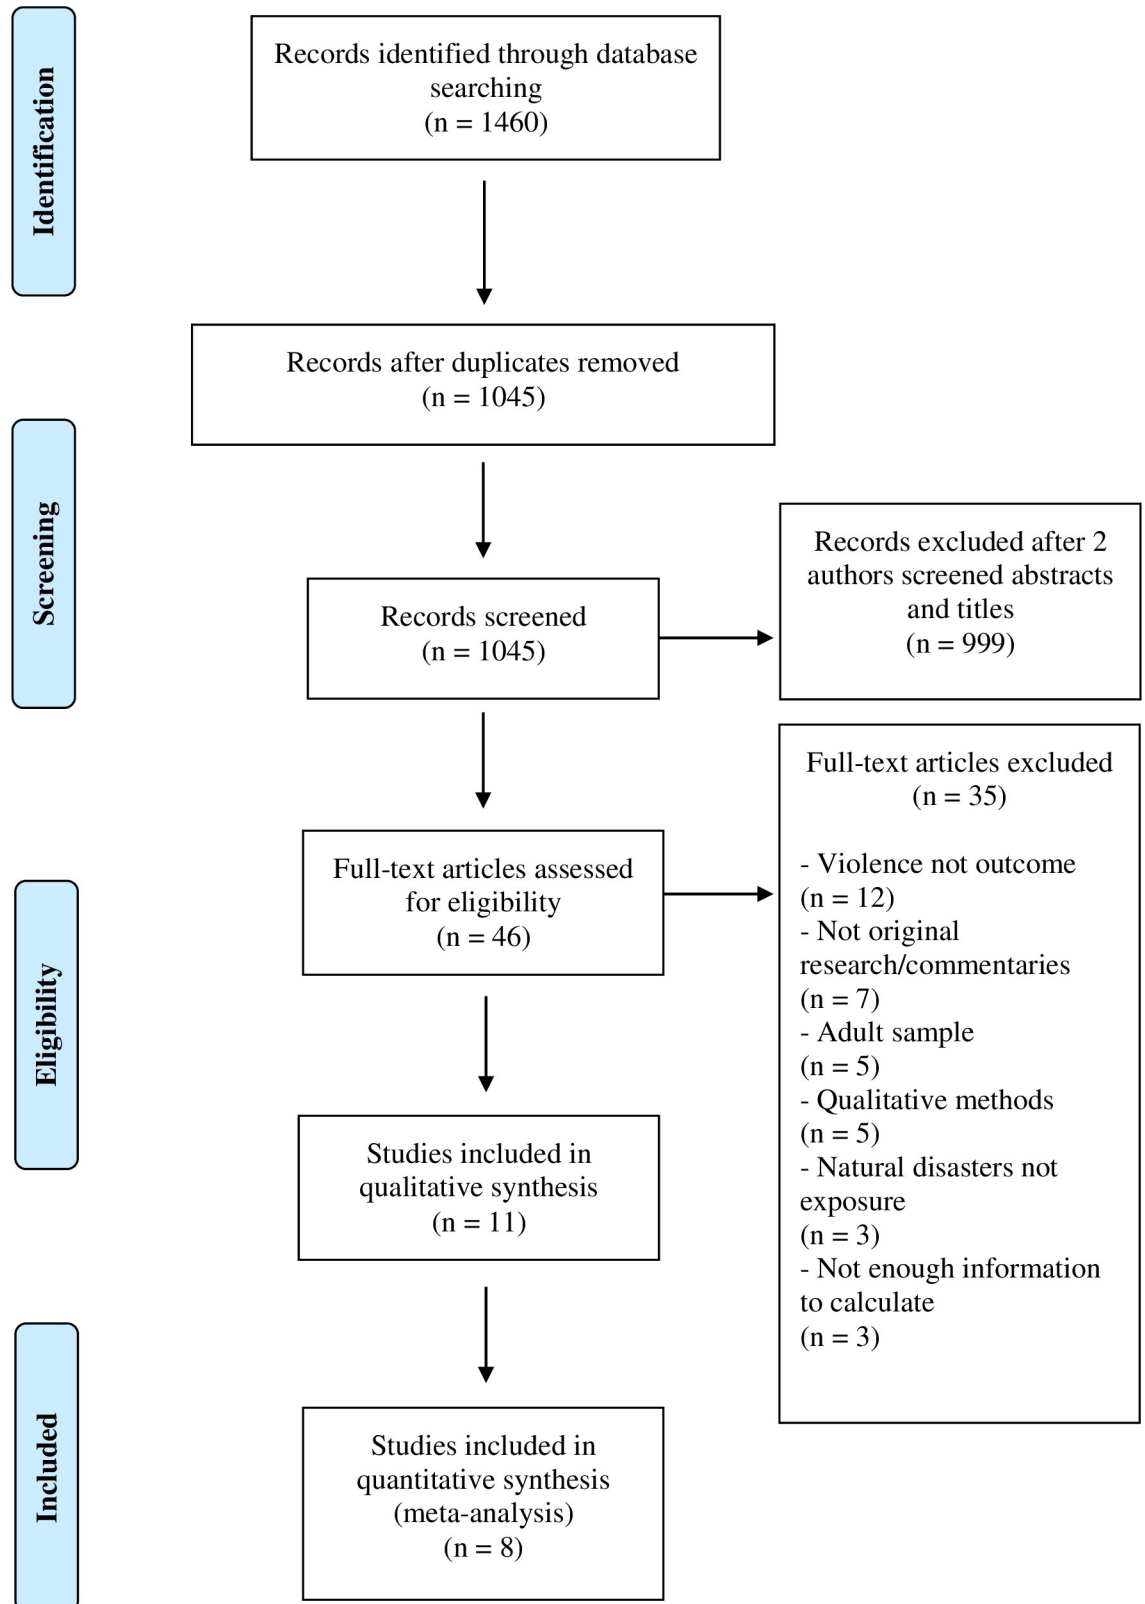 Identification
Records identified through database
searching
(n = 1460)
Records after duplicates removed
(n = 1045)
Screening
Records screened
(n = 1045)
Records excluded after 2
authors screened abstracts
and titles
(n = 999)
Eligibility
Full-text articles assessed
for eligibility
(n = 46)
Full-text articles excluded
(n = 35)
- Violence not outcome
(n = 12)
- Not original
research/commentaries
(n = 7)
- Adult sample
(n = 5)
- Qualitative methods
(n = 5)
- Natural disasters not
exposure
(n = 3)
- Not enough information
to calculate
(n = 3)
Studies included in
qualitative synthesis
(n = 11)
Included
Studies included in
quantitative synthesis
(meta-analysis)
(n = 8)